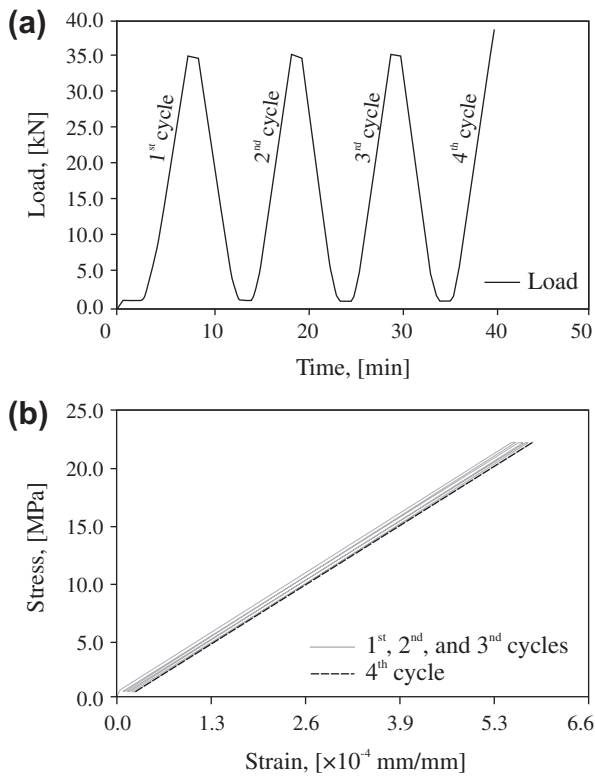 (a)
40.0
35.0
30.0
25.0
20.0
15.0
10.0
5.0
0.0
Load, [kN]
1st cycle
2nd cycle
3nd cycle
4th cycle
Load
0 10 20 30 40 50
Time, [min]
(b)
25.0
20.0
15.0
10.0
5.0
0.0
Stress, [MPa]
1st, 2nd, and 3nd cycles
4th cycle
0.0 1.3 2.6 3.9 5.3 6.6
Strain, [×10-4 mm/mm]